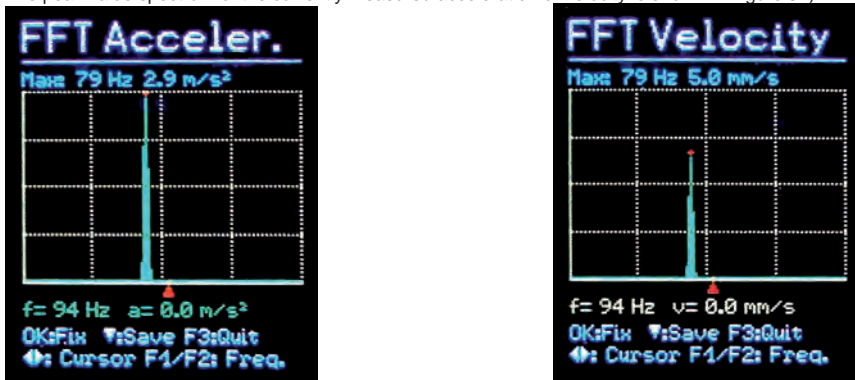 FFT Acceler.
Max: 79 Hz 2.9 m/s²
f= 94 Hz a= 0.0 m/s²
OK:Fix ▼:Save F3:Quit
◀▶: Cursor F1/F2: Freq.
FFT Velocity
Max: 79 Hz 5.0 mm/s
f= 94 Hz v= 0.0 mm/s
OK:Fix ▼:Save F3:Quit
◀▶: Cursor F1/F2: Freq.